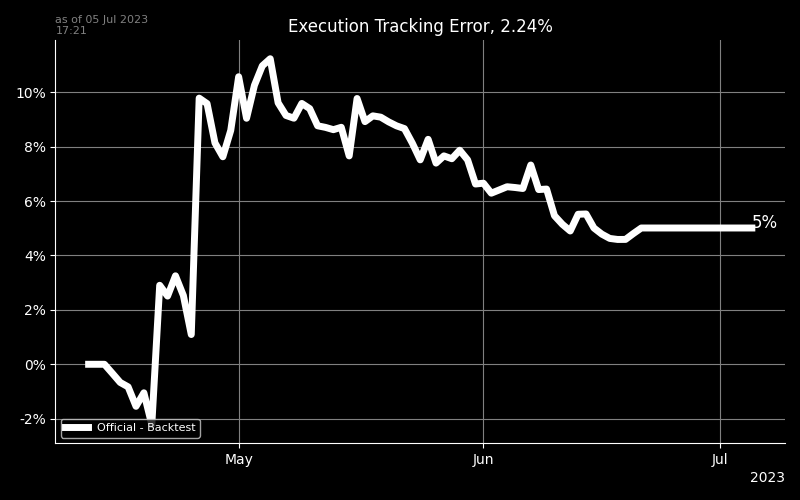 as of 05 Jul 2023
17:21
Execution Tracking Error, 2.24%
10%
8%
6%
4%
2%
0%
-2%
5%
Official - Backtest
May
Jun
Jul
2023